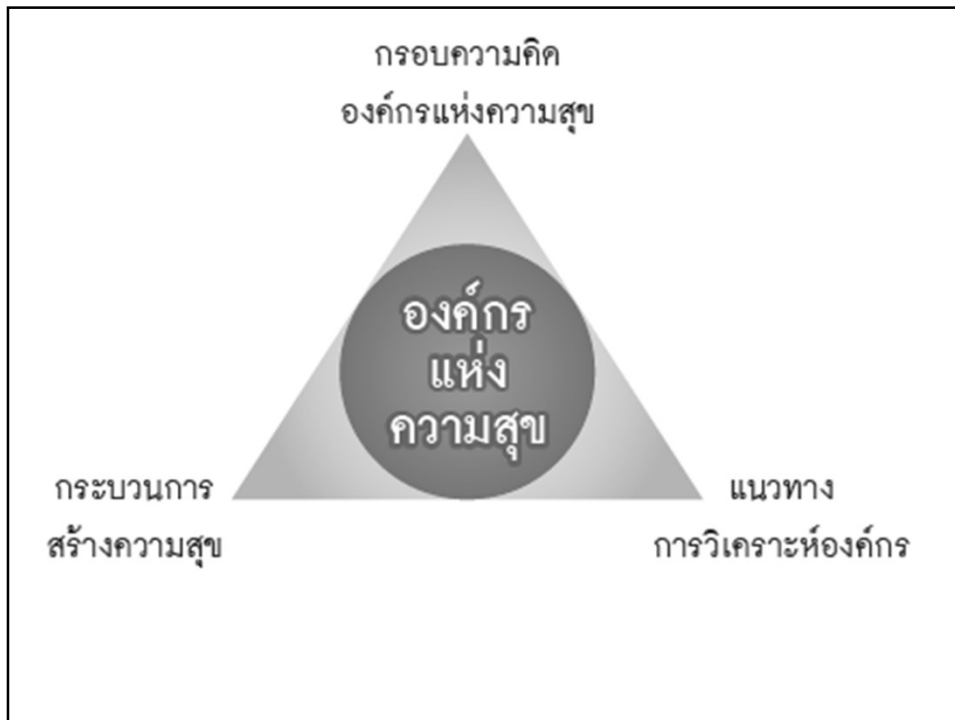 กรอบความคิด
องค์กรแห่งความสุข
องค์กร
แห่ง
ความสุข
กระบวนการ
สร้างความสุข
แนวทาง
การวิเคราะห์องค์กร